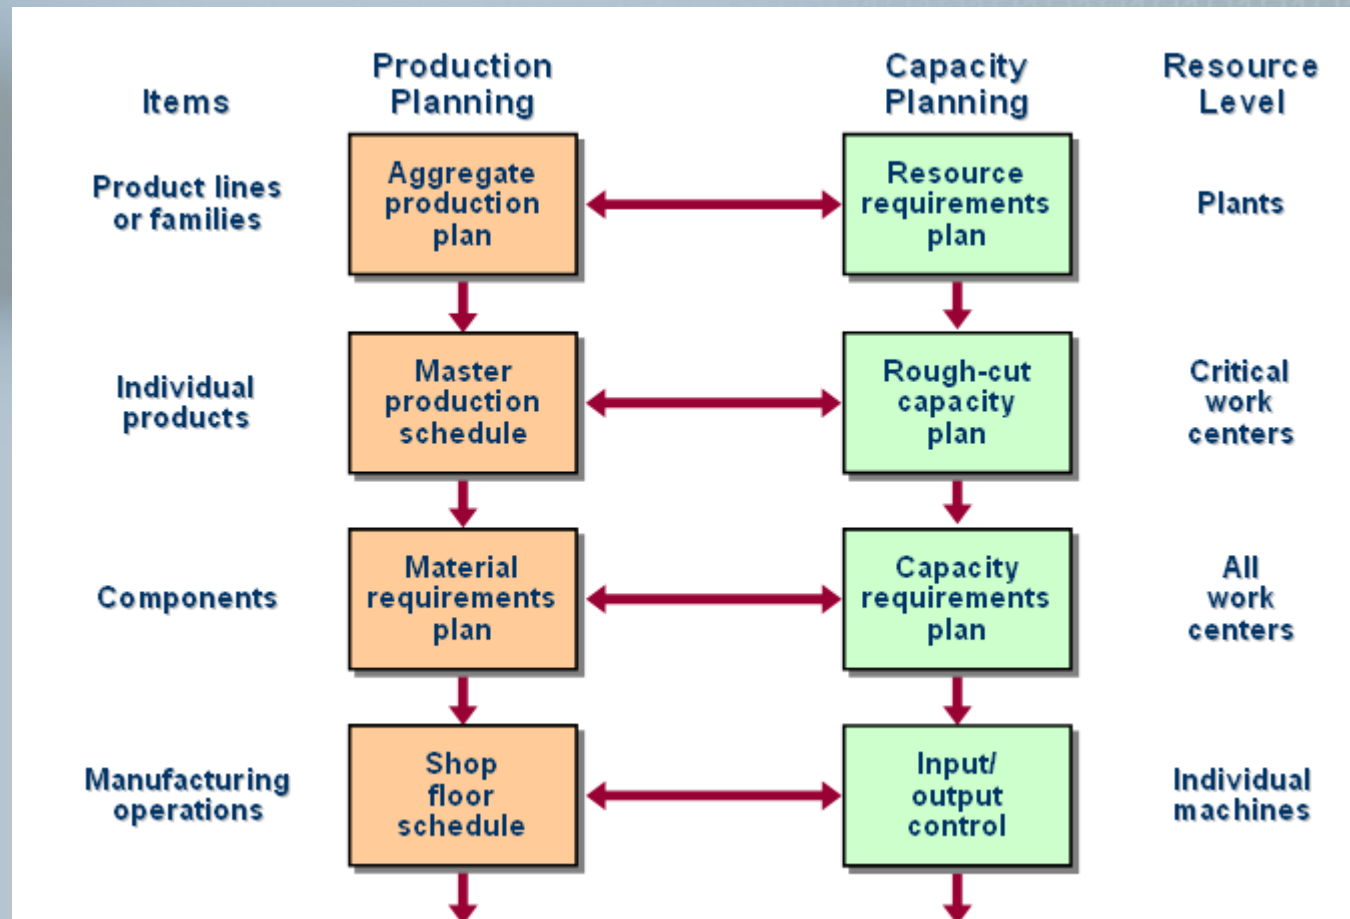 Items
Production
Planning
Capacity
Planning
Resource
Level
Product lines
or families
Aggregate
production
plan
Resource
requirements
plan
Plants
Individual
products
Master
production
schedule
Rough-cut
capacity
plan
Critical
work
centers
Components
Material
requirements
plan
Capacity
requirements
plan
All
work
centers
Manufacturing
operations
Shop
floor
schedule
Input/
output
control
Individual
machines